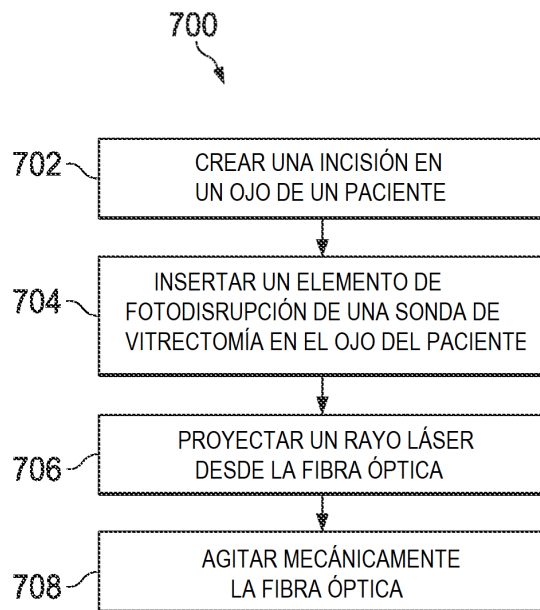 700
702
CREAR UNA INCISIÓN EN
UN OJO DE UN PACIENTE
704
INSERTAR UN ELEMENTO DE
FOTODISRUPCIÓN DE UNA SONDA DE
VITRECTOMÍA EN EL OJO DEL PACIENTE
706
PROYECTAR UN RAYO LÁSER
DESDE LA FIBRA ÓPTICA
708
AGITAR MECÁNICAMENTE
LA FIBRA ÓPTICA